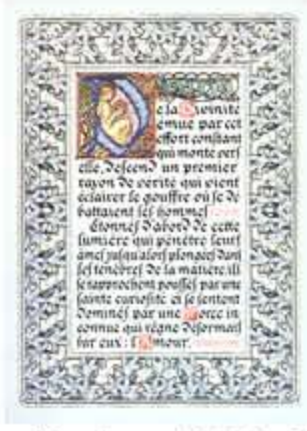 De la Divinité
émue par cet
effort constant
qui monte vers
elle, descend un premier
rayon de vérité qui vient
éclairer le gouffre où se dé
battaient les hommes
Étonnés d'abord de cette
lumière qui pénètre leurs
âmes jusqu'alors plongées dans
les ténèbres de la matière, ils
se rapprochent poussés par une
sainte curiosité et se sentent
dominés par une Force in
connue qui règne désormais
sur eux : l'Amour.